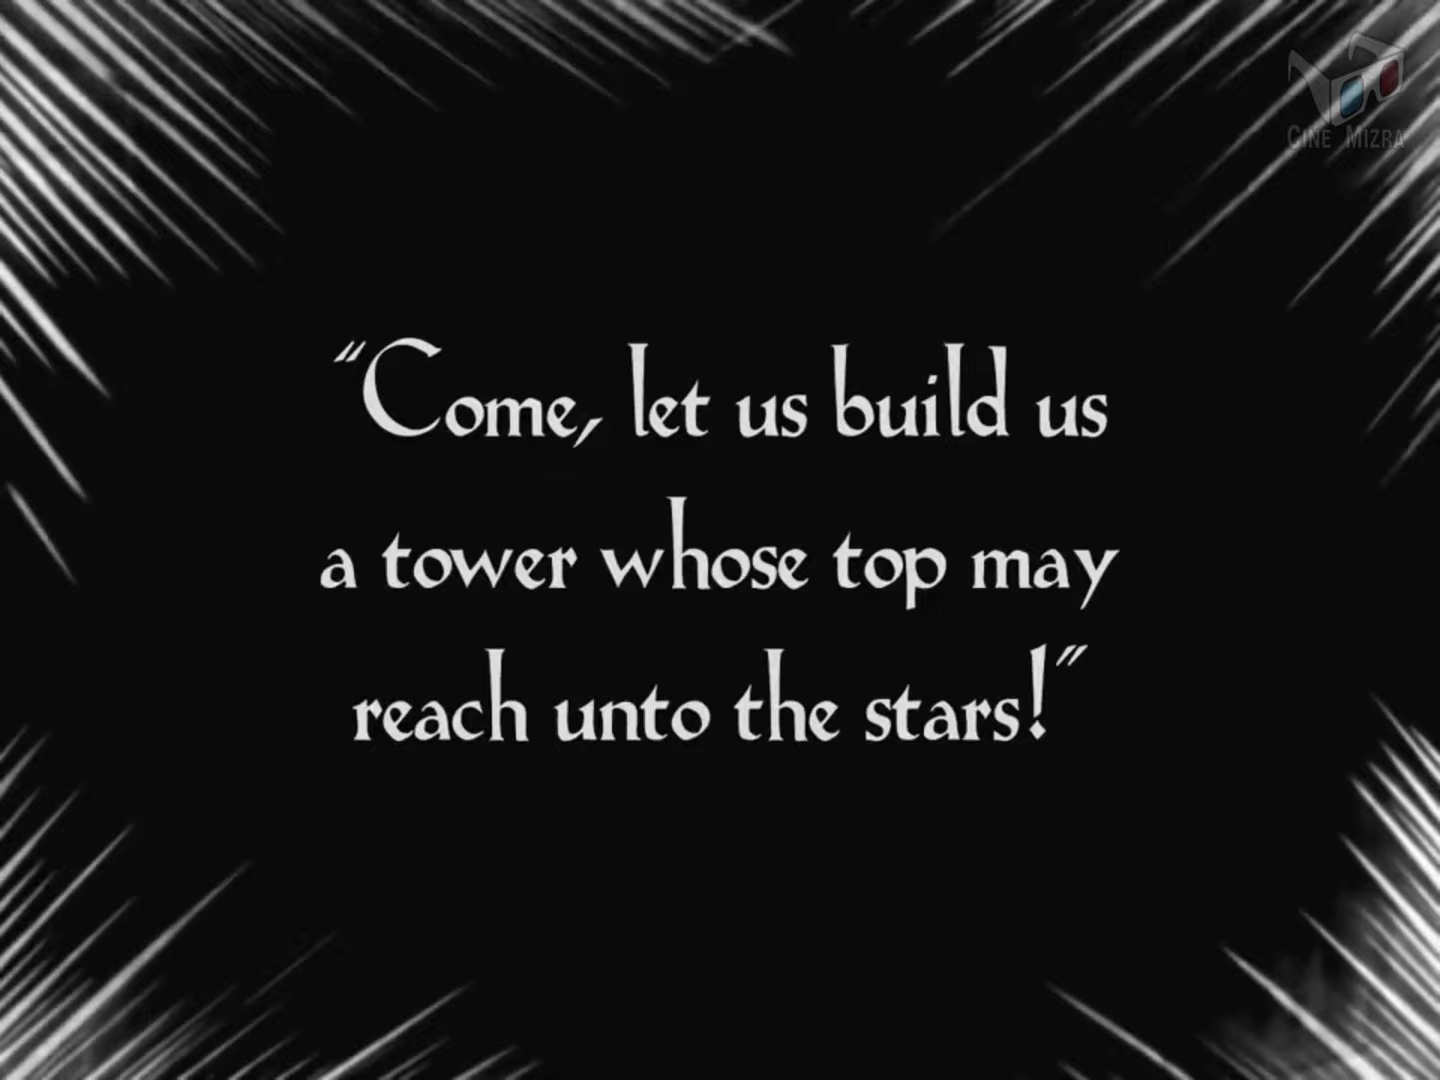 CINE MIZRA
"Come, let us build us
a tower whose top may
reach unto the stars!"